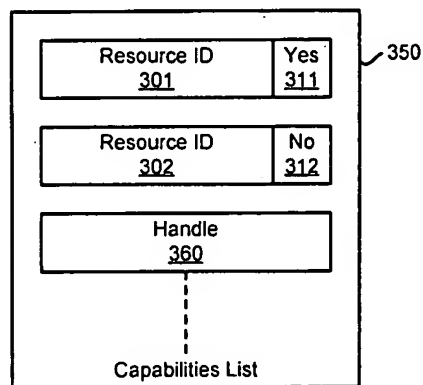 Resource ID Yes
301 311
350
Resource ID No
302 312
Handle
360
Capabilities List